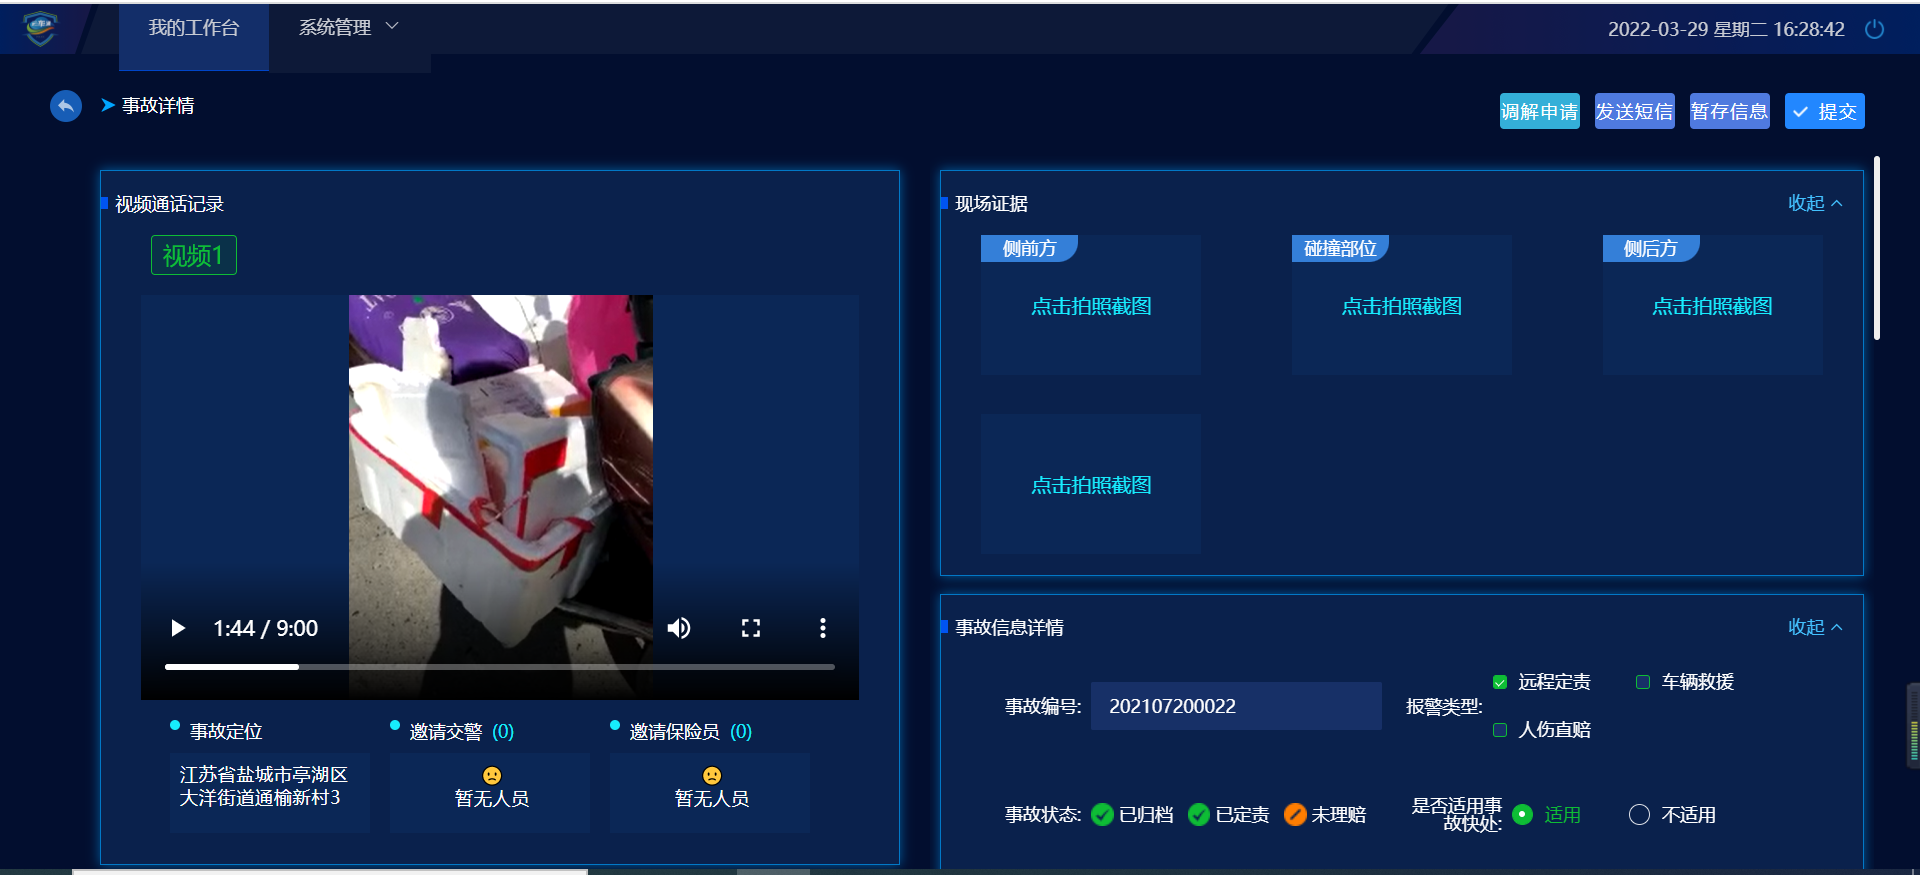 我的工作台
系统管理
2022-03-29 星期二 16:28:42
事故详情
调解申请
发送短信
暂存信息
提交
视频通话记录
视频1
1:44 / 9:00
事故定位
江苏省盐城市亭湖区
大洋街道通榆新村3
邀请交警 (0)
暂无人员
邀请保险员 (0)
暂无人员
现场证据
收起
侧前方
点击拍照截图
碰撞部位
点击拍照截图
侧后方
点击拍照截图
点击拍照截图
事故信息详情
收起
事故编号: 202107200022
报警类型: 远程定责 车辆救援
人伤直赔
事故状态: 已归档 已定责 未理赔
是否适用事
故快处:
适用 不适用